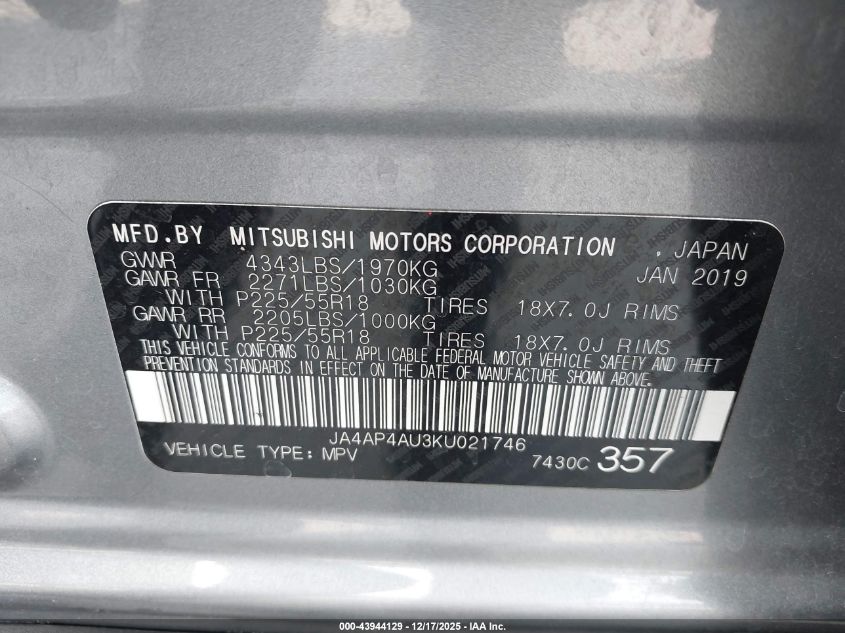 MFD.BY MITSUBISHI MOTORS CORPORATION , JAPAN
GVWR 4343LBS/1970KG JAN 2019
GAWR FR 2271LBS/1030KG
WITH P225/55R18 TIRES 18X7.0J RIMS
GAWR RR 2205LBS/1000KG
WITH P225/55R18 TIRES 18X7.0J RIMS
THIS VEHICLE CONFORMS TO ALL APPLICABLE FEDERAL MOTOR VEHICLE SAFETY AND THEFT
PREVENTION STANDARDS IN EFFECT ON THE DATE OF MANUFACTURE SHOWN ABOVE.
JA4AP4AU3KU021746
VEHICLE TYPE: MPV 7430C 357
000-43944129 - 12/17/2025 - IAA Inc.